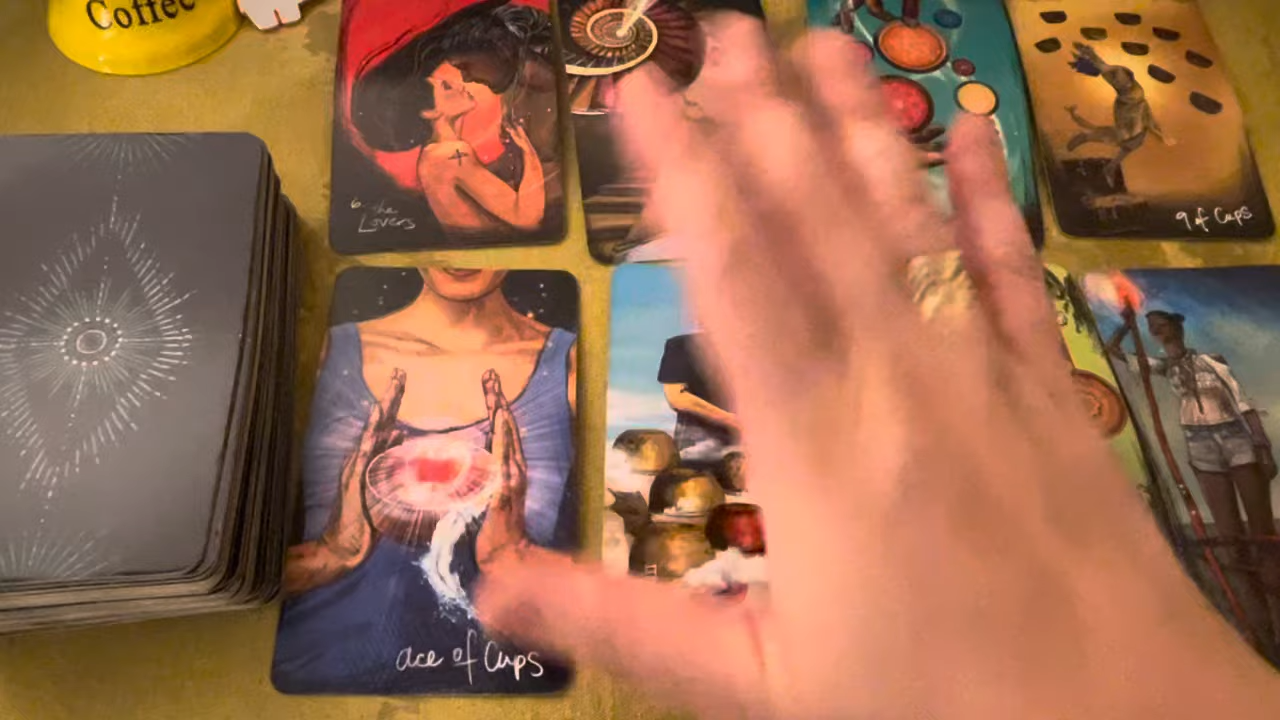 Coffee
6. the
Lovers
9 of Cups
ace of Cups